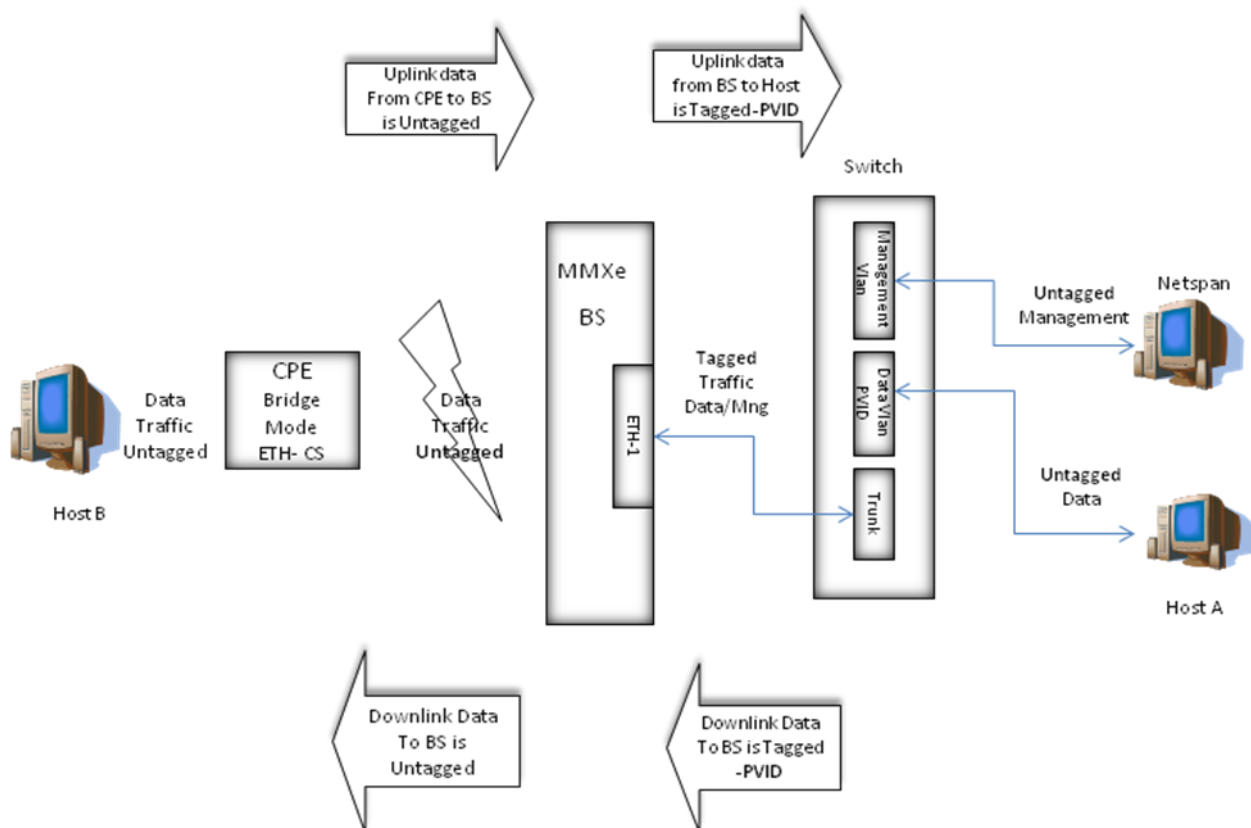 Uplink data
From CPE to BS
is Untagged
Uplink data
from BS to Host
is Tagged-PVID
Switch
MMXe
BS
ETH-1
Management
Vlan
Data Vlan
PVID
Trunk
Netspan
Untagged
Management
Tagged
Traffic
Data/Mng
Untagged
Data
Host A
Host B
Data
Traffic
Untagged
CPE
Bridge
Mode
ETH- CS
Data
Traffic
Untagged
Downlink Data
To BS is
Untagged
Downlink Data
To BS is Tagged
-PVID